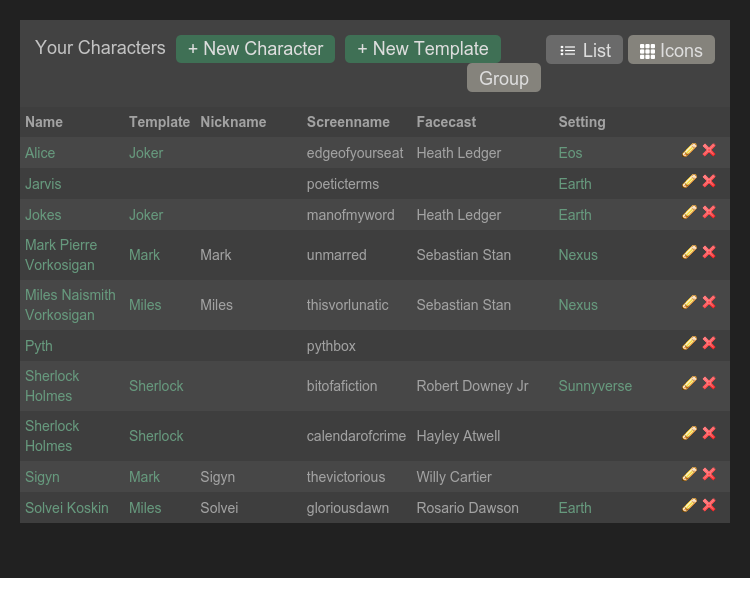 Your Characters + New Character + New Template List Icons
Group
Name Template Nickname Screenname Facecast Setting
Alice Joker edgeofyourseat Heath Ledger Eos
Jarvis poeticterms Earth
Jokes Joker manofmyword Heath Ledger Earth
Mark Pierre
Vorkosigan Mark Mark unmarred Sebastian Stan Nexus
Miles Naismith
Vorkosigan Miles Miles thisvorlunatic Sebastian Stan Nexus
Pyth pythbox
Sherlock
Holmes Sherlock bitofafiction Robert Downey Jr Sunnyverse
Sherlock
Holmes Sherlock calendarofcrime Hayley Atwell
Sigyn Mark Sigyn thevictorious Willy Cartier
Solvei Koskin Miles Solvei gloriousdawn Rosario Dawson Earth